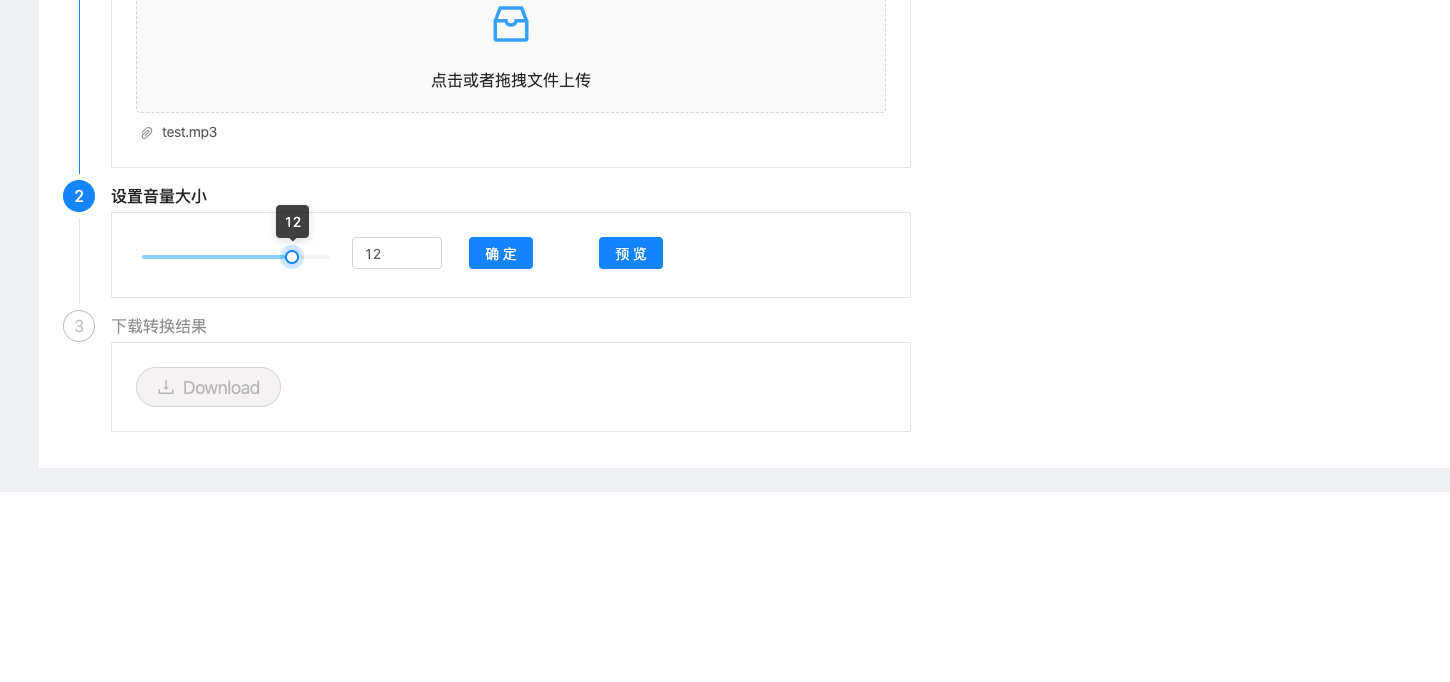 点击或者拖拽文件上传
test.mp3
2 设置音量大小
12
12 确 定 预 览
3 下载转换结果
Download